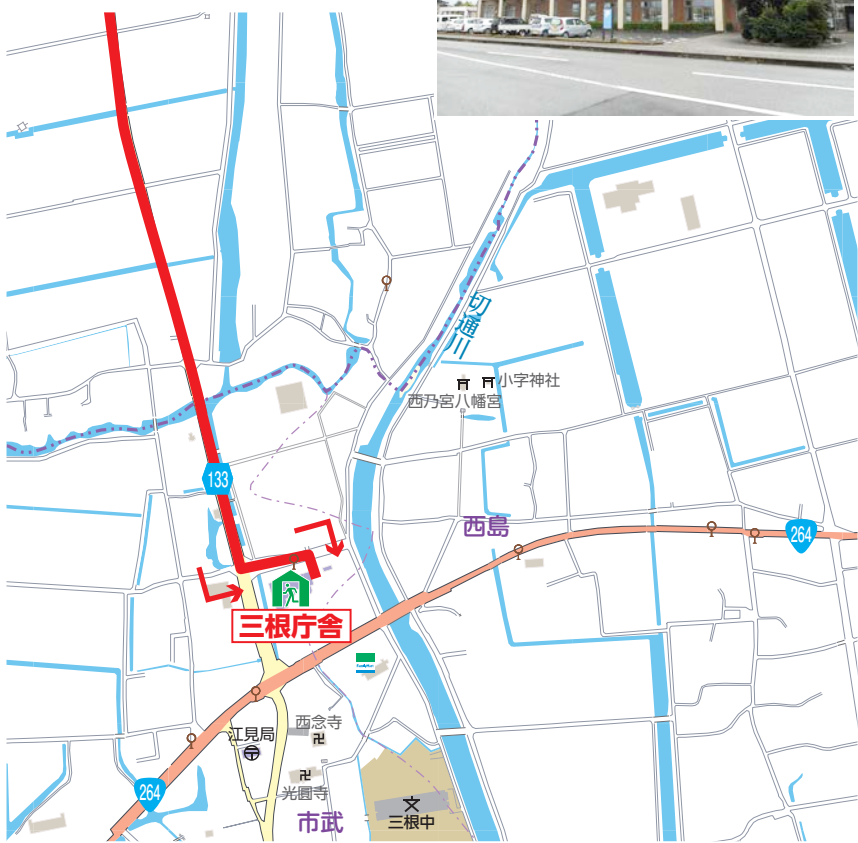 切通川
小字神社
西乃宮八幡宮
133
西島
264
三根庁舎
FamilyMart
西念寺
江見局
光圓寺
264
市武
三根中